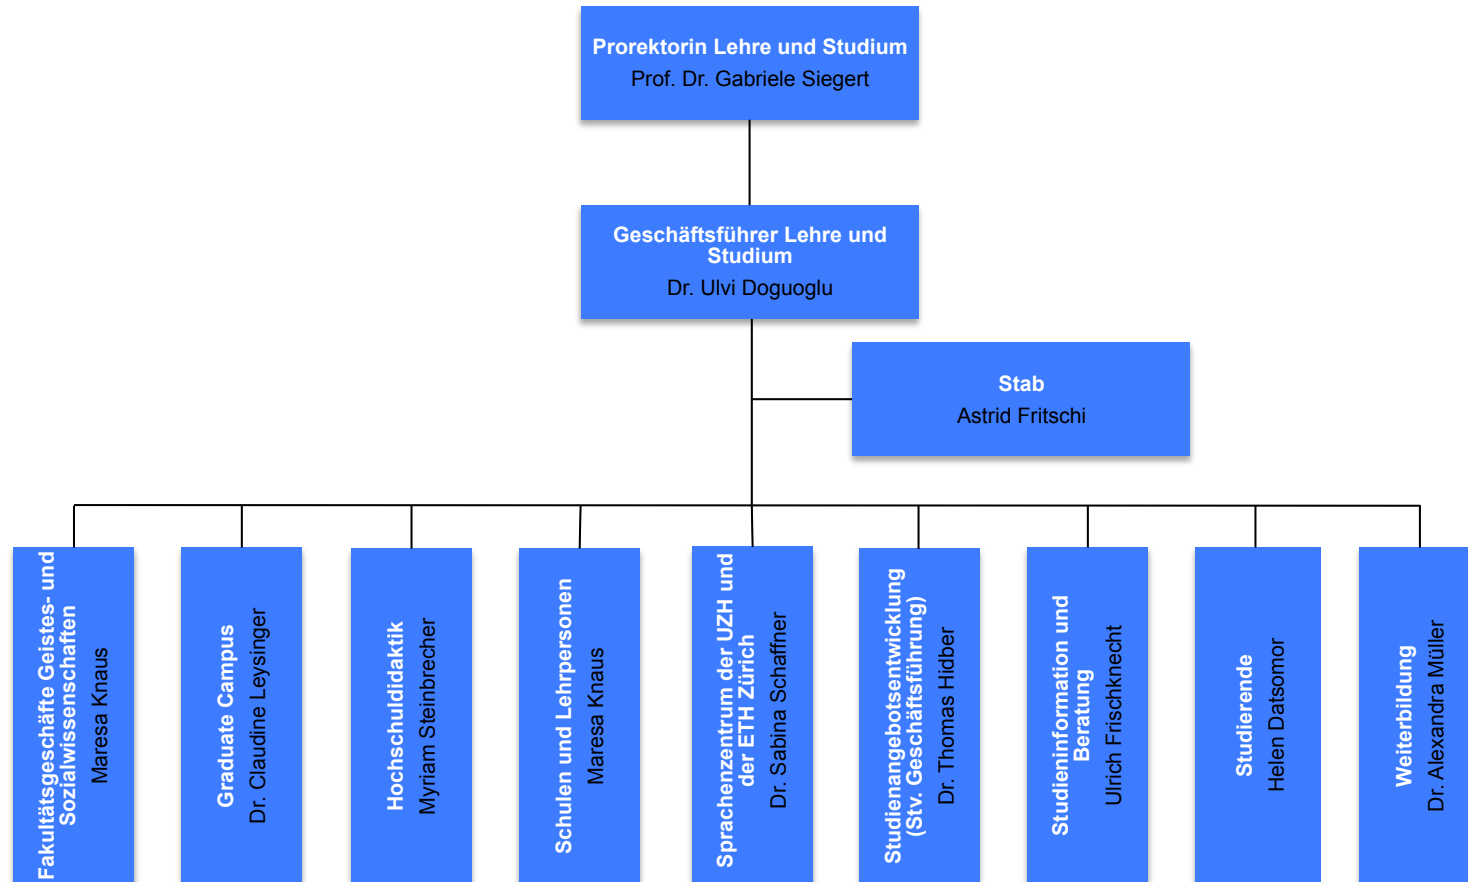 Prorektorin Lehre und Studium
Prof. Dr. Gabriele Siegert
Geschäftsführer Lehre und
Studium
Dr. Ulvi Doguoglu
Stab
Astrid Fritschi
Fakultätsgeschäfte Geistes- und
Sozialwissenschaften
Maresa Knaus
Graduate Campus
Dr. Claudine Leysinger
Hochschuldidaktik
Myriam Steinbrecher
Schulen und Lehrpersonen
Maresa Knaus
Sprachenzentrum der UZH und
der ETH Zürich
Dr. Sabina Schaffner
Studienangebotsentwicklung
(Stv. Geschäftsführung)
Dr. Thomas Hidber
Studieninformation und
Beratung
Ulrich Frischknecht
Studierende
Helen Datsomor
Weiterbildung
Dr. Alexandra Müller